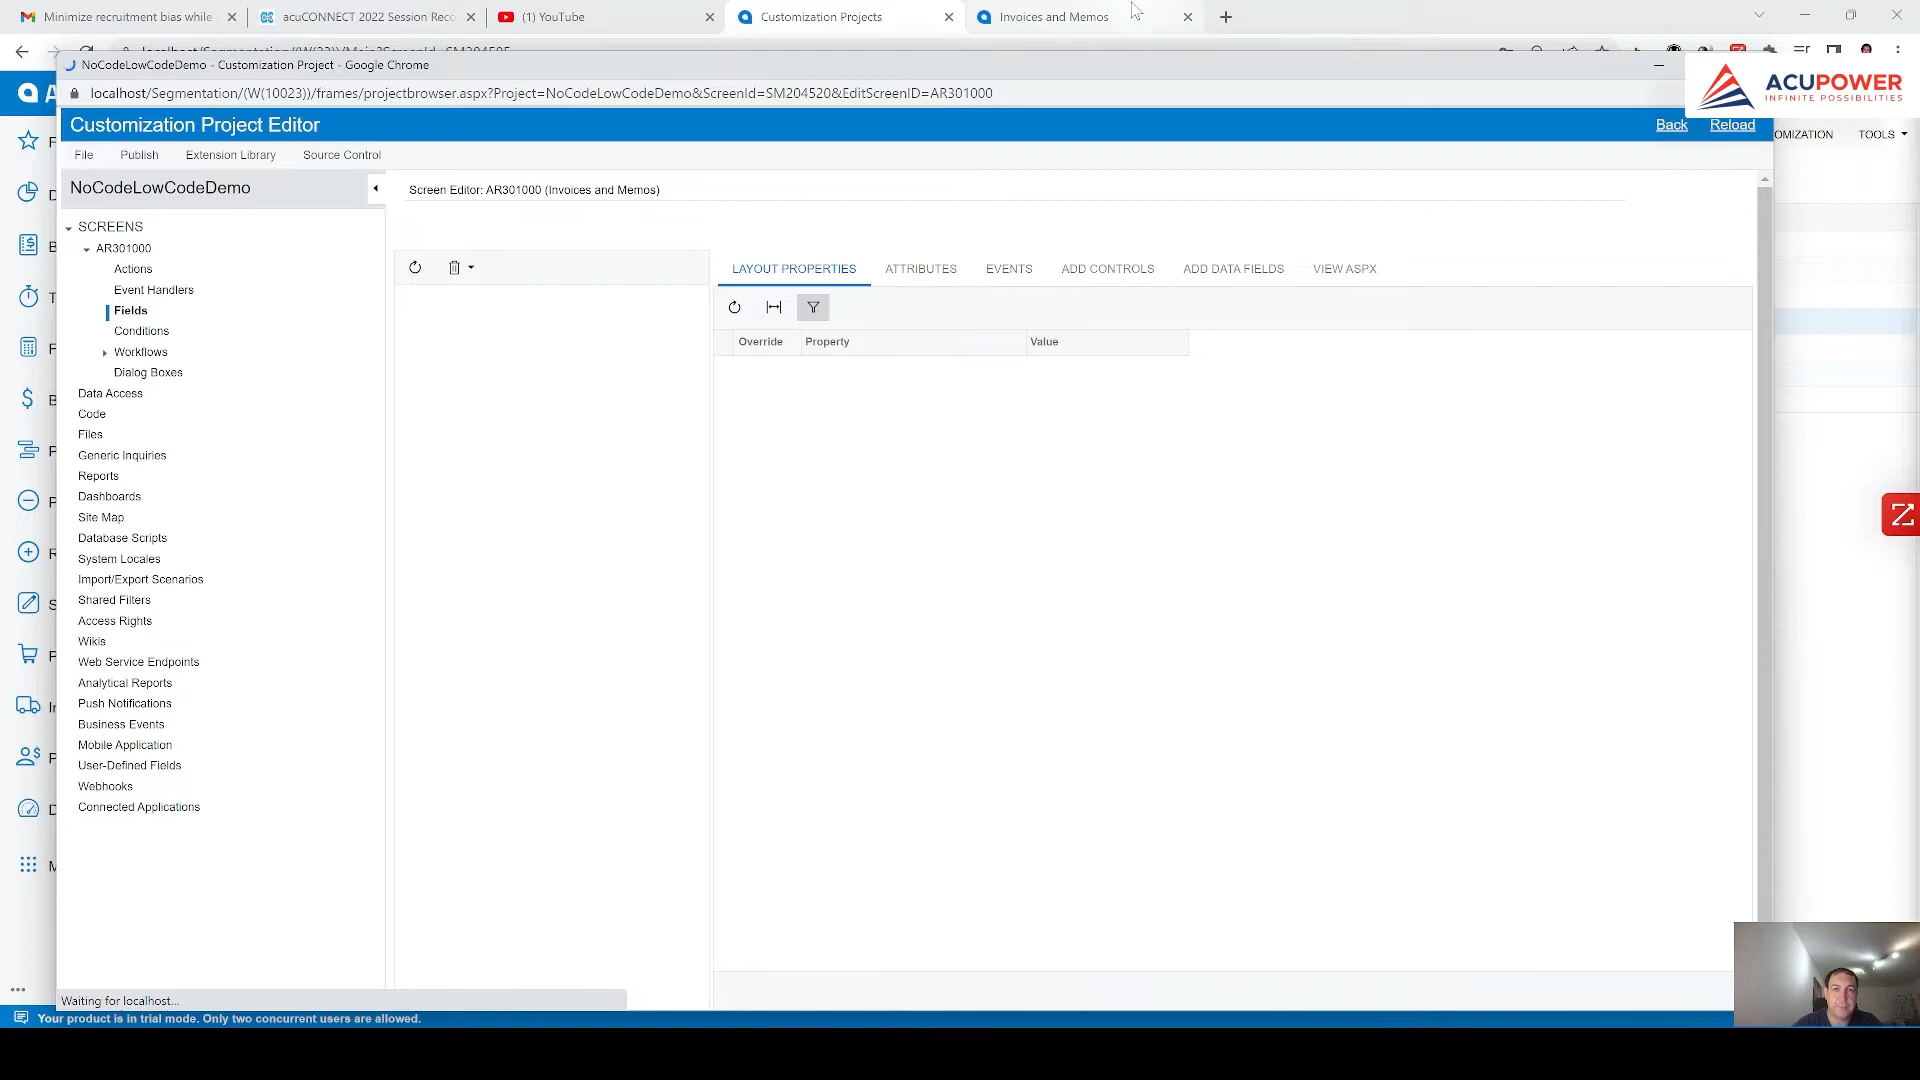 Minimize recruitment bias while
acuCONNECT 2022 Session Reco
(1) YouTube
Customization Projects
Invoices and Memos
NoCodeLowCodeDemo - Customization Project - Google Chrome
localhost/Segmentation/(W(10023))/frames/projectbrowser.aspx?Project=NoCodeLowCodeDemo&ScreenId=SM204520&EditScreenID=AR301000
ACUPOWER
INFINITE POSSIBILITIES
Customization Project Editor
Back
Reload
OMIZATION
TOOLS
File
Publish
Extension Library
Source Control
NoCodeLowCodeDemo
Screen Editor: AR301000 (Invoices and Memos)
SCREENS
AR301000
Actions
Event Handlers
Fields
Conditions
Workflows
Dialog Boxes
Data Access
Code
Files
Generic Inquiries
Reports
Dashboards
Site Map
Database Scripts
System Locales
Import/Export Scenarios
Shared Filters
Access Rights
Wikis
Web Service Endpoints
Analytical Reports
Push Notifications
Business Events
Mobile Application
User-Defined Fields
Webhooks
Connected Applications
LAYOUT PROPERTIES
ATTRIBUTES
EVENTS
ADD CONTROLS
ADD DATA FIELDS
VIEW ASPX
Override
Property
Value
Waiting for localhost...
Your product is in trial mode. Only two concurrent users are allowed.